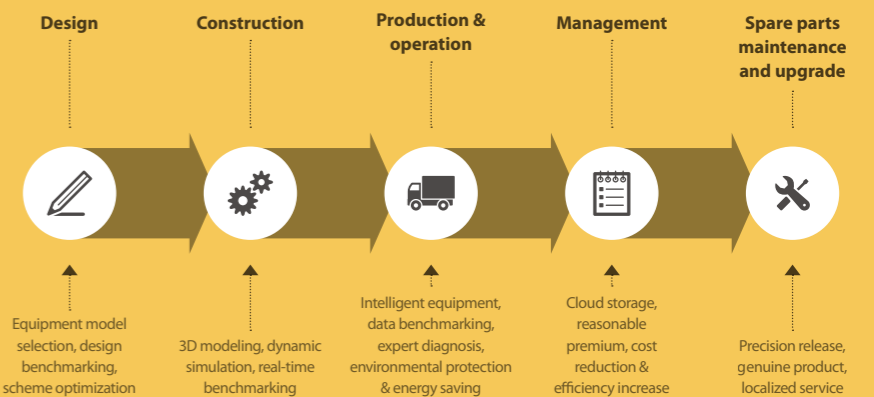 Design
Construction
Production &
operation
Management
Spare parts
maintenance
and upgrade
Equipment model
selection, design
benchmarking,
scheme optimization
3D modeling, dynamic
simulation, real-time
benchmarking
Intelligent equipment,
data benchmarking,
expert diagnosis,
environmental protection
& energy saving
Cloud storage,
reasonable
premium, cost
reduction &
efficiency increase
Precision release,
genuine product,
localized service